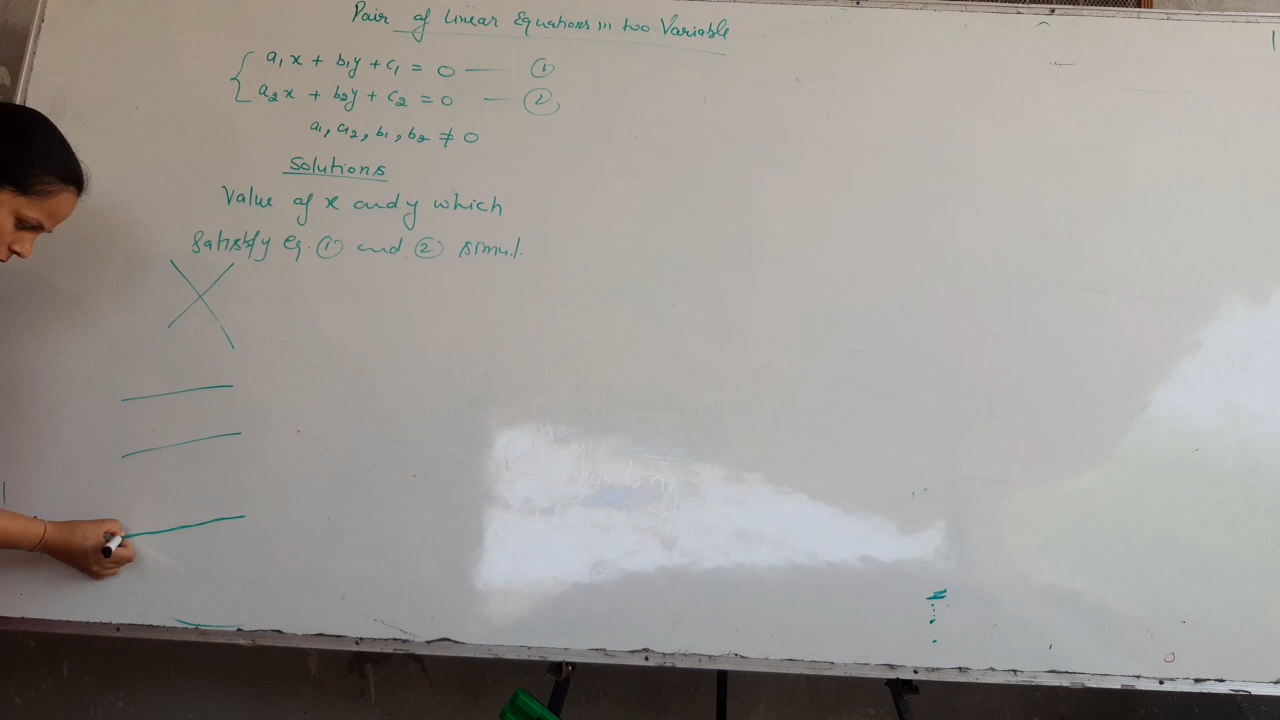 Pair of Linear Equations in two Variable
a₁x + b₁y + c₁ = 0 — ①
a₂x + b₂y + c₂ = 0 — ②
a₁, a₂, b₁, b₂ ≠ 0
Solutions
Value of x and y which
Satisfy eq. ① and ② simul.